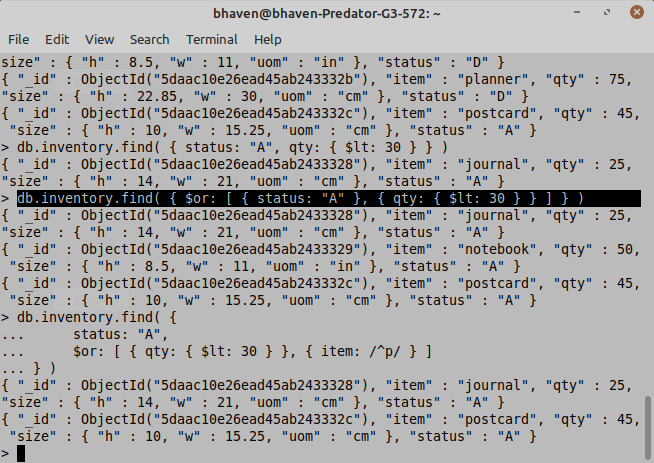 bhaven@bhaven-Predator-G3-572: ~
File Edit View Search Terminal Help
size" : { "h" : 8.5, "w" : 11, "uom" : "in" }, "status" : "D" }
{ "_id" : ObjectId("5daac10e26ead45ab243332b"), "item" : "planner", "qty" : 75,
"size" : { "h" : 22.85, "w" : 30, "uom" : "cm" }, "status" : "D" }
{ "_id" : ObjectId("5daac10e26ead45ab243332c"), "item" : "postcard", "qty" : 45,
 "size" : { "h" : 10, "w" : 15.25, "uom" : "cm" }, "status" : "A" }
> db.inventory.find( { status: "A", qty: { $lt: 30 } } )
{ "_id" : ObjectId("5daac10e26ead45ab2433328"), "item" : "journal", "qty" : 25,
"size" : { "h" : 14, "w" : 21, "uom" : "cm" }, "status" : "A" }
> db.inventory.find( { $or: [ { status: "A" }, { qty: { $lt: 30 } } ] } )
{ "_id" : ObjectId("5daac10e26ead45ab2433328"), "item" : "journal", "qty" : 25,
"size" : { "h" : 14, "w" : 21, "uom" : "cm" }, "status" : "A" }
{ "_id" : ObjectId("5daac10e26ead45ab2433329"), "item" : "notebook", "qty" : 50,
 "size" : { "h" : 8.5, "w" : 11, "uom" : "in" }, "status" : "A" }
{ "_id" : ObjectId("5daac10e26ead45ab243332c"), "item" : "postcard", "qty" : 45,
 "size" : { "h" : 10, "w" : 15.25, "uom" : "cm" }, "status" : "A" }
> db.inventory.find( {
...      status: "A",
...      $or: [ { qty: { $lt: 30 } }, { item: /^p/ } ]
... } )
{ "_id" : ObjectId("5daac10e26ead45ab2433328"), "item" : "journal", "qty" : 25,
"size" : { "h" : 14, "w" : 21, "uom" : "cm" }, "status" : "A" }
{ "_id" : ObjectId("5daac10e26ead45ab243332c"), "item" : "postcard", "qty" : 45,
 "size" : { "h" : 10, "w" : 15.25, "uom" : "cm" }, "status" : "A" }
>